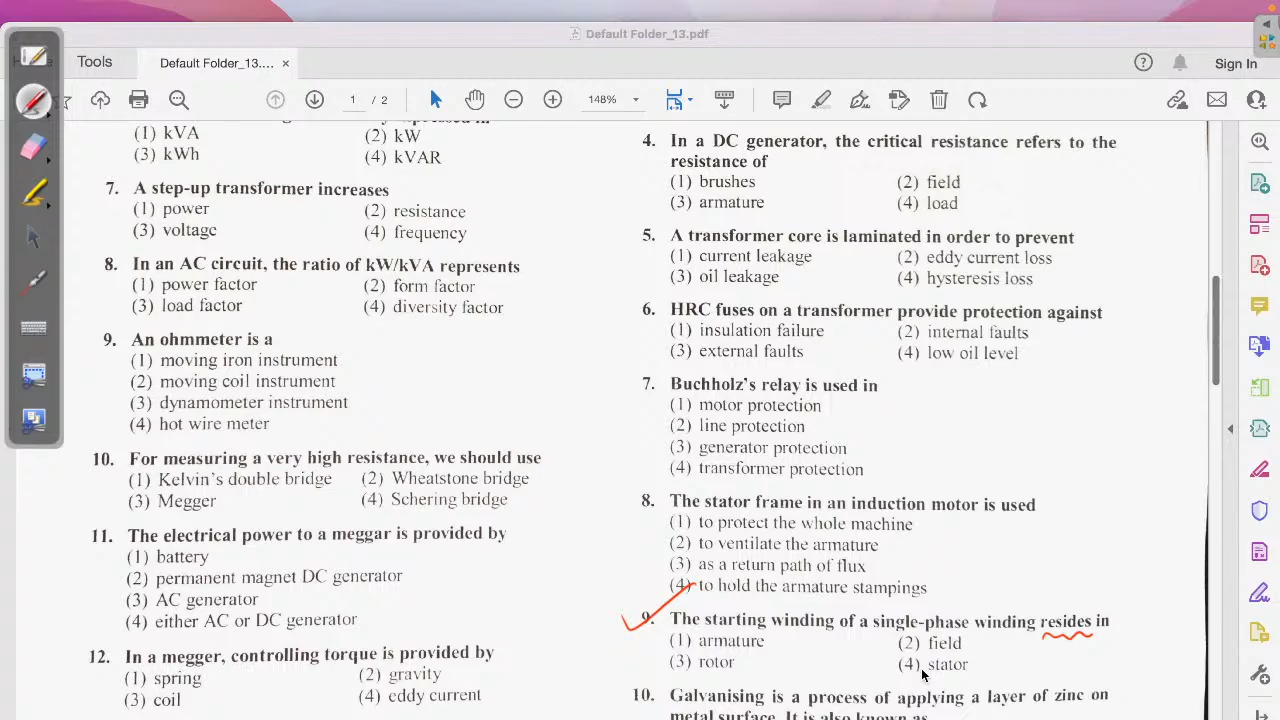 Default Folder_13.pdf
Tools
Default Folder_13....
×
Sign In
1 / 2
148%
(1) kVA (2) kW
(3) kWh (4) kVAR
7. A step-up transformer increases
(1) power (2) resistance
(3) voltage (4) frequency
8. In an AC circuit, the ratio of kW/kVA represents
(1) power factor (2) form factor
(3) load factor (4) diversity factor
9. An ohmmeter is a
(1) moving iron instrument
(2) moving coil instrument
(3) dynamometer instrument
(4) hot wire meter
10. For measuring a very high resistance, we should use
(1) Kelvin's double bridge (2) Wheatstone bridge
(3) Megger (4) Schering bridge
11. The electrical power to a meggar is provided by
(1) battery
(2) permanent magnet DC generator
(3) AC generator
(4) either AC or DC generator
12. In a megger, controlling torque is provided by
(1) spring (2) gravity
(3) coil (4) eddy current
4. In a DC generator, the critical resistance refers to the
resistance of
(1) brushes (2) field
(3) armature (4) load
5. A transformer core is laminated in order to prevent
(1) current leakage (2) eddy current loss
(3) oil leakage (4) hysteresis loss
6. HRC fuses on a transformer provide protection against
(1) insulation failure (2) internal faults
(3) external faults (4) low oil level
7. Buchholz's relay is used in
(1) motor protection
(2) line protection
(3) generator protection
(4) transformer protection
8. The stator frame in an induction motor is used
(1) to protect the whole machine
(2) to ventilate the armature
(3) as a return path of flux
(4) to hold the armature stampings
9. The starting winding of a single-phase winding resides in
(1) armature (2) field
(3) rotor (4) stator
10. Galvanising is a process of applying a layer of zinc on
metal surface. It is also known as